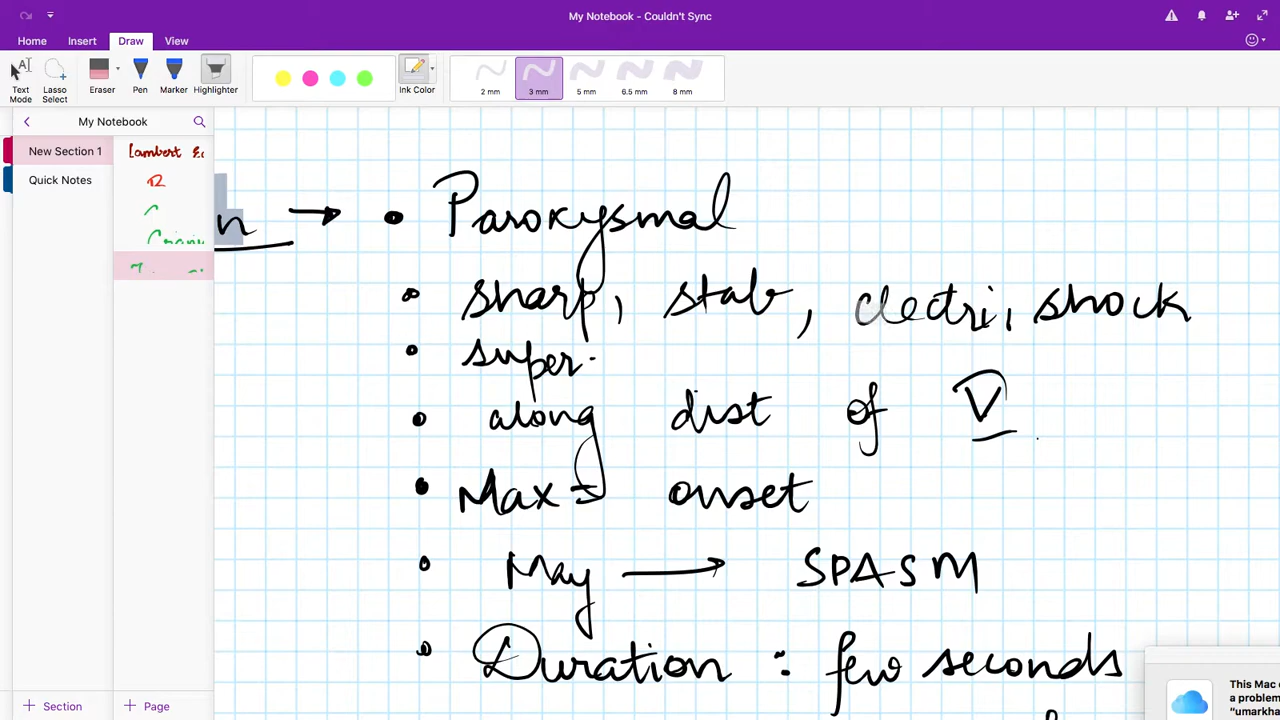 My Notebook - Couldn't Sync
Home Insert Draw View
Text Mode
Lasso Select
Eraser
Pen
Marker
Highlighter
Ink Color
2 mm
3 mm
5 mm
6.5 mm
8 mm
My Notebook
New Section 1
Quick Notes
Lambert
n → • Paroxysmal
• sharp, stab, electri, shock
• super.
• along dist of V
• Max = onset
• May → SPASM
• Duration : few seconds
+ Section
+ Page
This Mac
a problem
"umarkha